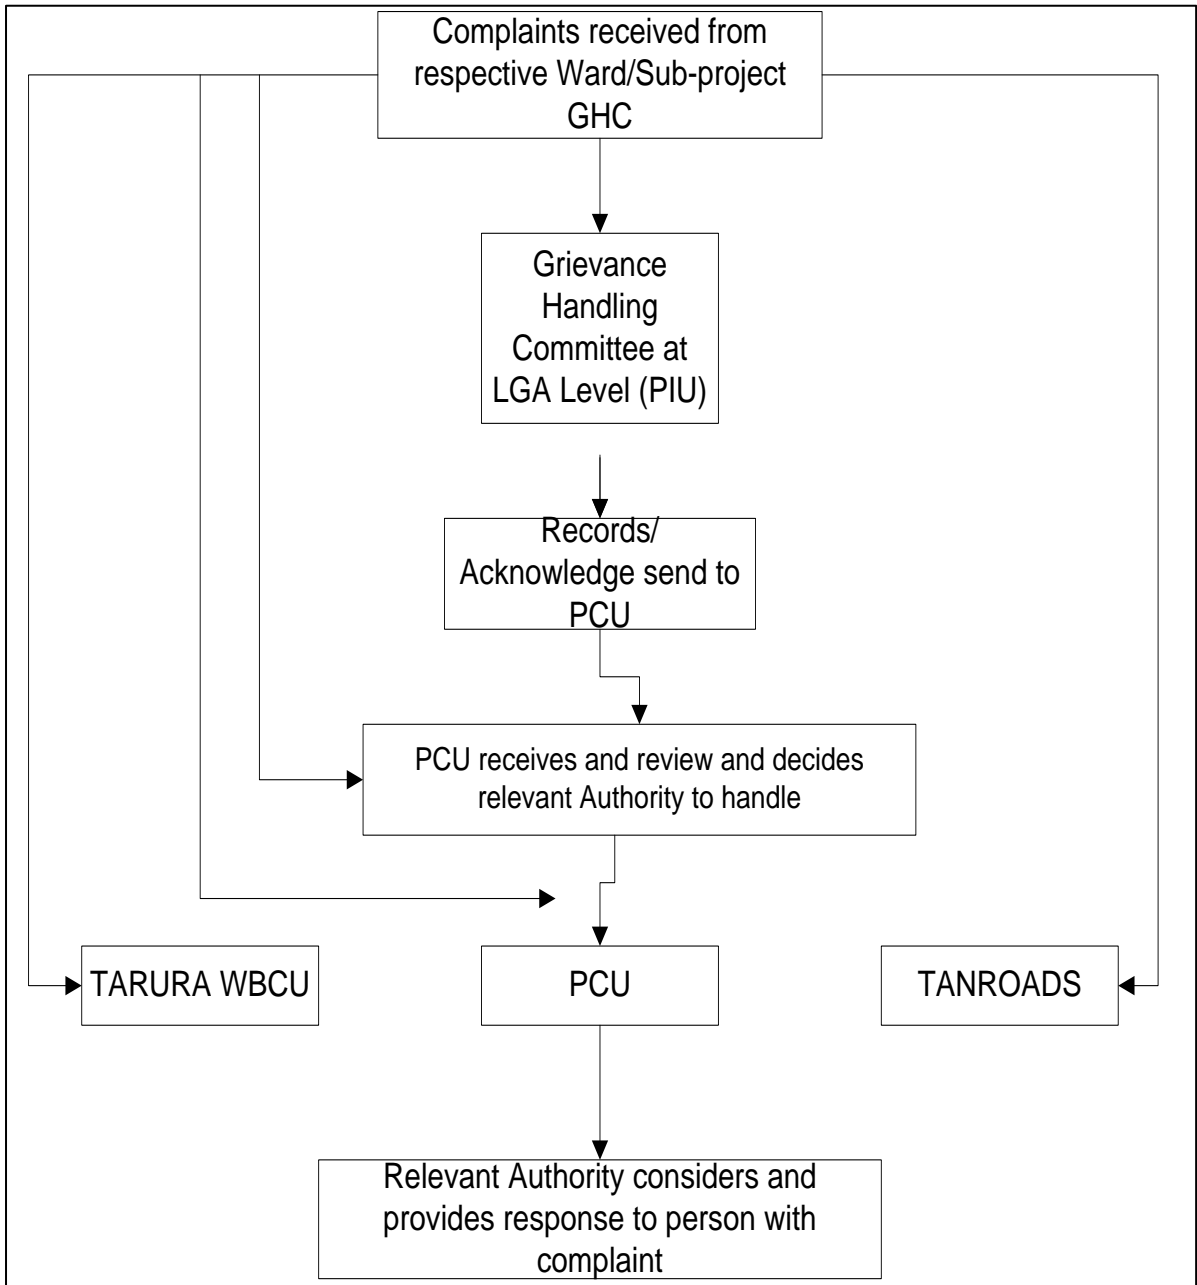 Complaints received from
respective Ward/Sub-project
GHC
Grievance
Handling
Committee at
LGA Level (PIU)
Records/
Acknowledge send to
PCU
PCU receives and review and decides
relevant Authority to handle
TARURA WBCU
PCU
TANROADS
Relevant Authority considers and
provides response to person with
complaint